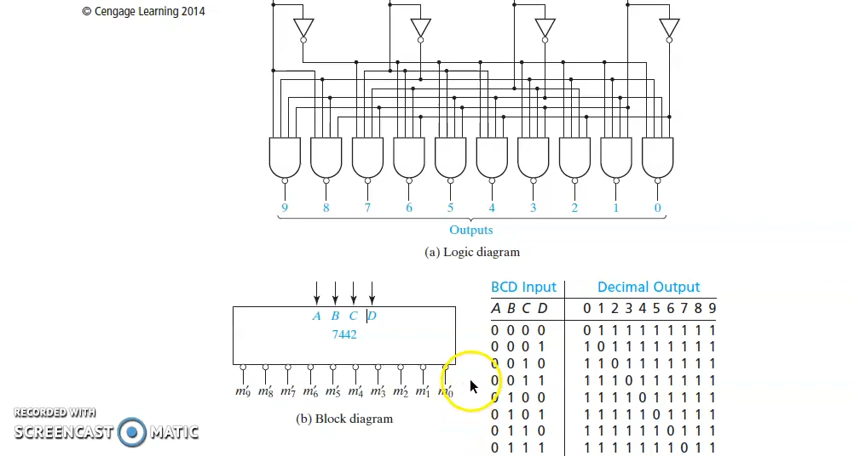 © Cengage Learning 2014
9 8 7 6 5 4 3 2 1 0
Outputs
(a) Logic diagram
A B C D
7442
m′9 m′8 m′7 m′6 m′5 m′4 m′3 m′2 m′1 m′0
(b) Block diagram
BCD Input Decimal Output
A B C D 0 1 2 3 4 5 6 7 8 9
0 0 0 0 0 1 1 1 1 1 1 1 1 1
0 0 0 1 1 0 1 1 1 1 1 1 1 1
0 0 1 0 1 1 0 1 1 1 1 1 1 1
0 0 1 1 1 1 1 0 1 1 1 1 1 1
0 1 0 0 1 1 1 1 0 1 1 1 1 1
0 1 0 1 1 1 1 1 1 0 1 1 1 1
0 1 1 0 1 1 1 1 1 1 0 1 1 1
0 1 1 1 1 1 1 1 1 1 1 0 1 1
RECORDED WITH
SCREENCAST MATIC